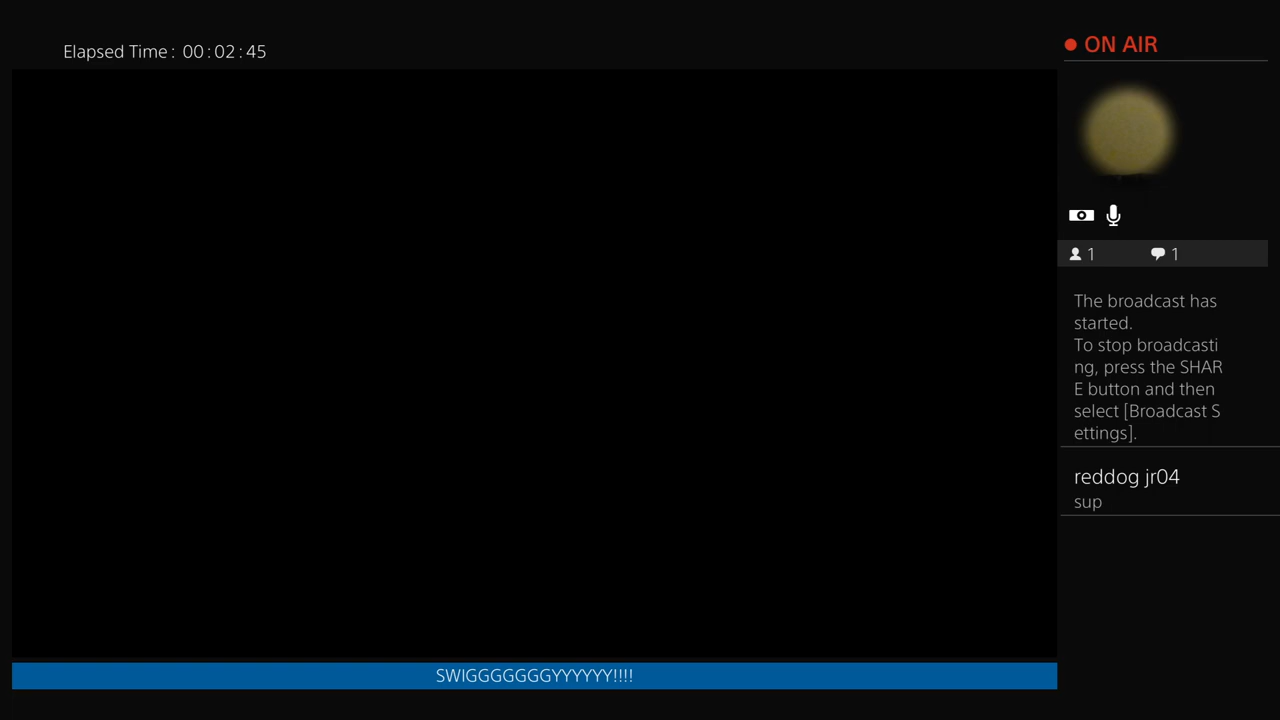 Elapsed Time: 00:02:45
ON AIR
1 1
The broadcast has
started.
To stop broadcasti
ng, press the SHAR
E button and then
select [Broadcast S
ettings].
reddog jr04
sup
SWIGGGGGGGYYYYYY!!!!